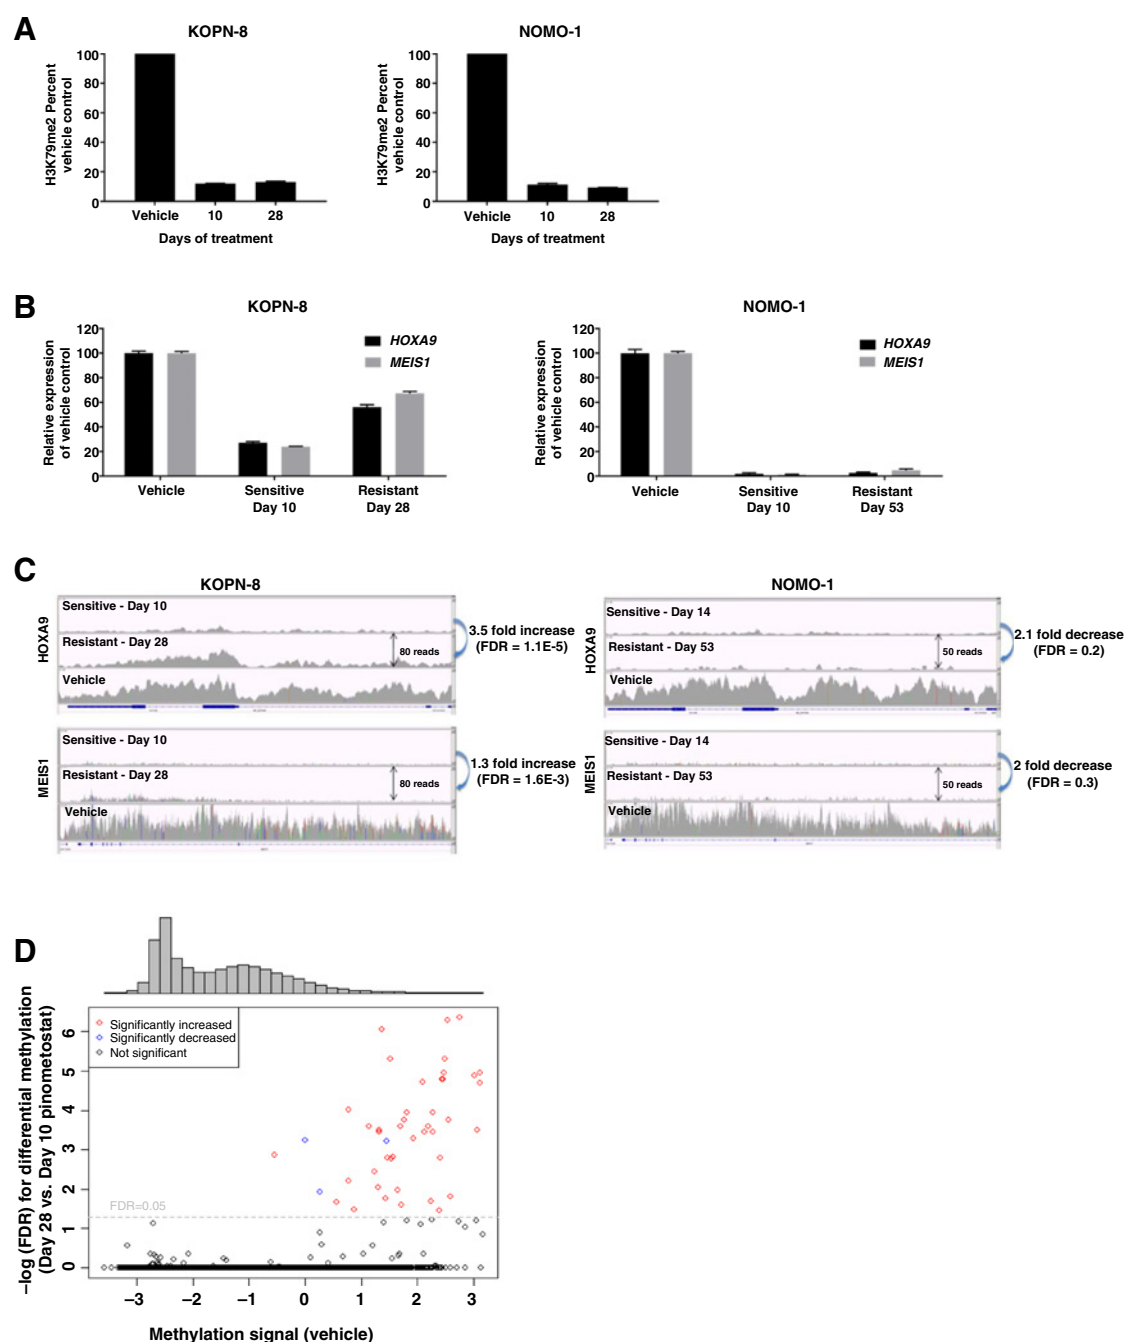 A
KOPN-8
NOMO-1
H3K79me2 Percent
vehicle control
100
80
60
40
20
0
Vehicle
10
28
Days of treatment
H3K79me2 Percent
vehicle control
100
80
60
40
20
0
Vehicle
10
28
Days of treatment
B
KOPN-8
NOMO-1
Relative expression
of vehicle control
120
100
80
60
40
20
0
HOXA9
MEIS1
Vehicle
Sensitive
Day 10
Resistant
Day 28
Relative expression
of vehicle control
120
100
80
60
40
20
0
HOXA9
MEIS1
Vehicle
Sensitive
Day 10
Resistant
Day 53
C
KOPN-8
NOMO-1
HOXA9
Sensitive - Day 10
Resistant - Day 28
80 reads
Vehicle
3.5 fold increase
(FDR = 1.1E-5)
HOXA9
Sensitive - Day 14
Resistant - Day 53
50 reads
Vehicle
2.1 fold decrease
(FDR = 0.2)
MEIS1
Sensitive - Day 10
Resistant - Day 28
80 reads
Vehicle
1.3 fold increase
(FDR = 1.6E-3)
MEIS1
Sensitive - Day 14
Resistant - Day 53
50 reads
Vehicle
2 fold decrease
(FDR = 0.3)
D
–log (FDR) for differential methylation
(Day 28 vs. Day 10 pinometostat)
6
5
4
3
2
1
0
Significantly increased
Significantly decreased
Not significant
FDR=0.05
–3
–2
–1
0
1
2
3
Methylation signal (vehicle)